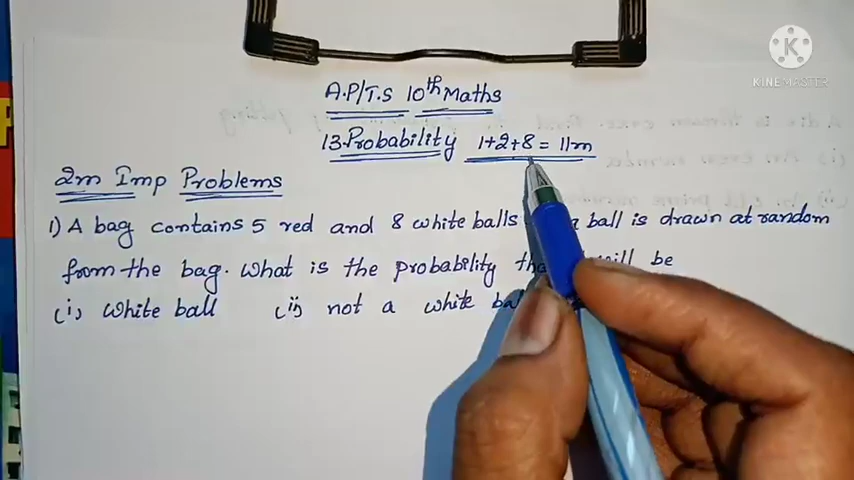 KINEMASTER
A.P/T.S 10th Maths
13.Probability 1+2+8 = 11m
2m Imp Problems
1) A bag contains 5 red and 8 white balls ball is drawn at random
from the bag. What is the probability will be
(i) white ball (ii) not a white